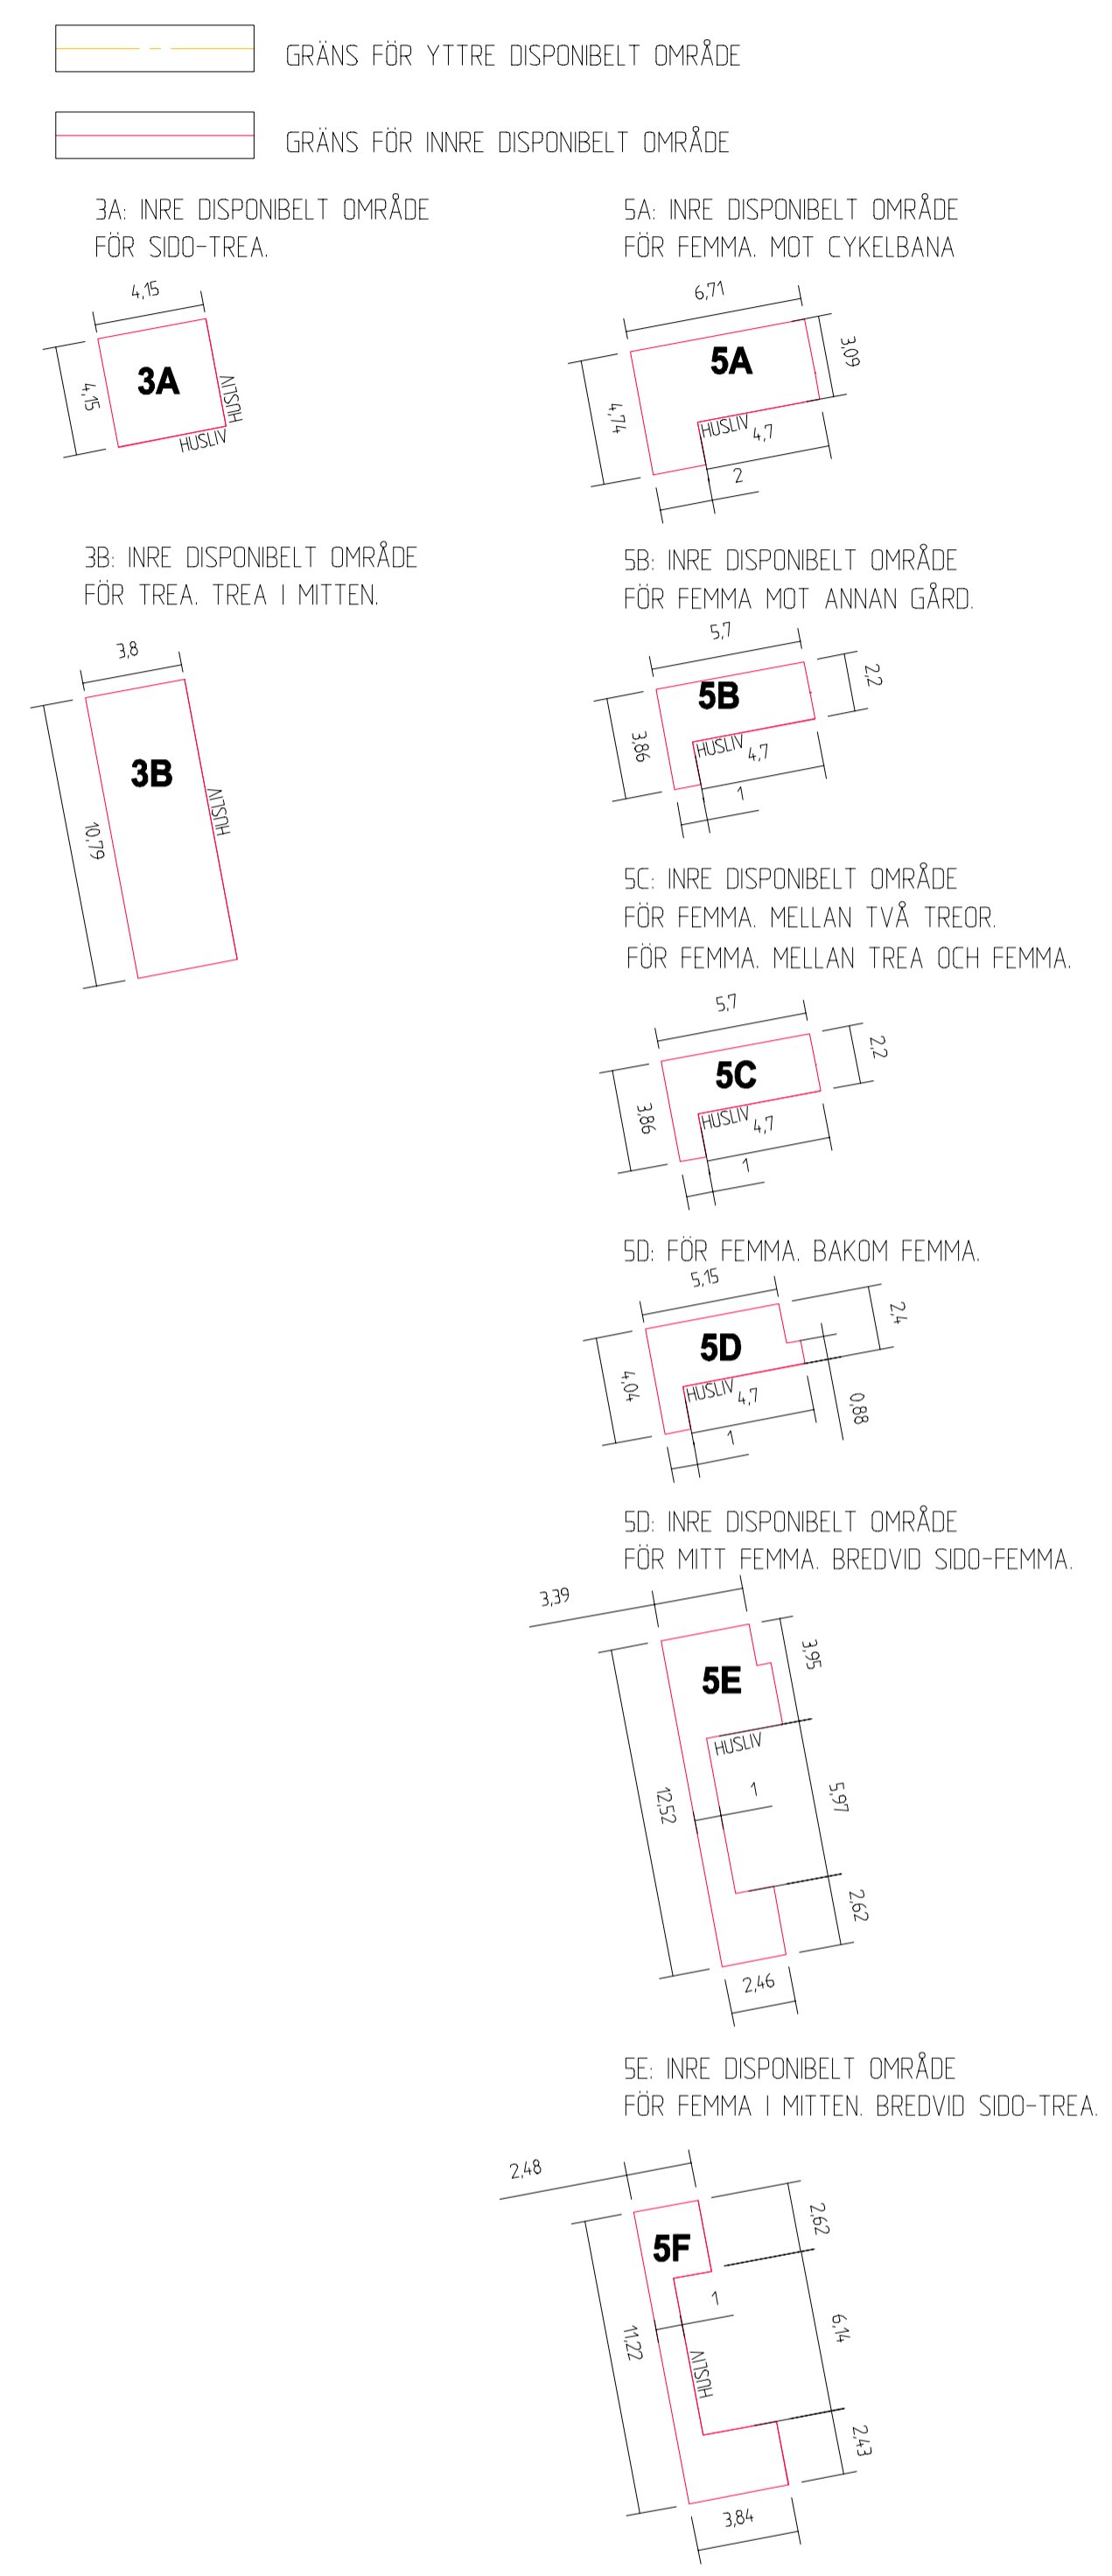 GRÄNS FÖR YTTRE DISPONIBELT OMRÅDE
GRÄNS FÖR INNRE DISPONIBELT OMRÅDE
3A: INRE DISPONIBELT OMRÅDE
FÖR SIDO-TREA.
4,15
4,15
3A
HUSLIV
HUSLIV
3B: INRE DISPONIBELT OMRÅDE
FÖR TREA. TREA I MITTEN.
3,8
3B
HUSLIV
10,79
5A: INRE DISPONIBELT OMRÅDE
FÖR FEMMA. MOT CYKELBANA
6,71
5A
3,09
4,74
HUSLIV
4,7
2
5B: INRE DISPONIBELT OMRÅDE
FÖR FEMMA MOT ANNAN GÅRD.
5,7
5B
2,2
3,86
HUSLIV
4,7
1
5C: INRE DISPONIBELT OMRÅDE
FÖR FEMMA. MELLAN TVÅ TREOR.
FÖR FEMMA. MELLAN TREA OCH FEMMA.
5,7
5C
2,2
3,86
HUSLIV
4,7
1
5D: FÖR FEMMA. BAKOM FEMMA.
5,15
5D
2,4
4,04
HUSLIV
4,7
0,88
1
5D: INRE DISPONIBELT OMRÅDE
FÖR MITT FEMMA. BREDVID SIDO-FEMMA.
3,39
3,95
5E
HUSLIV
12,52
1
5,97
2,62
2,46
5E: INRE DISPONIBELT OMRÅDE
FÖR FEMMA I MITTEN. BREDVID SIDO-TREA.
2,48
2,62
5F
1
11,22
6,14
HUSLIV
2,43
3,84